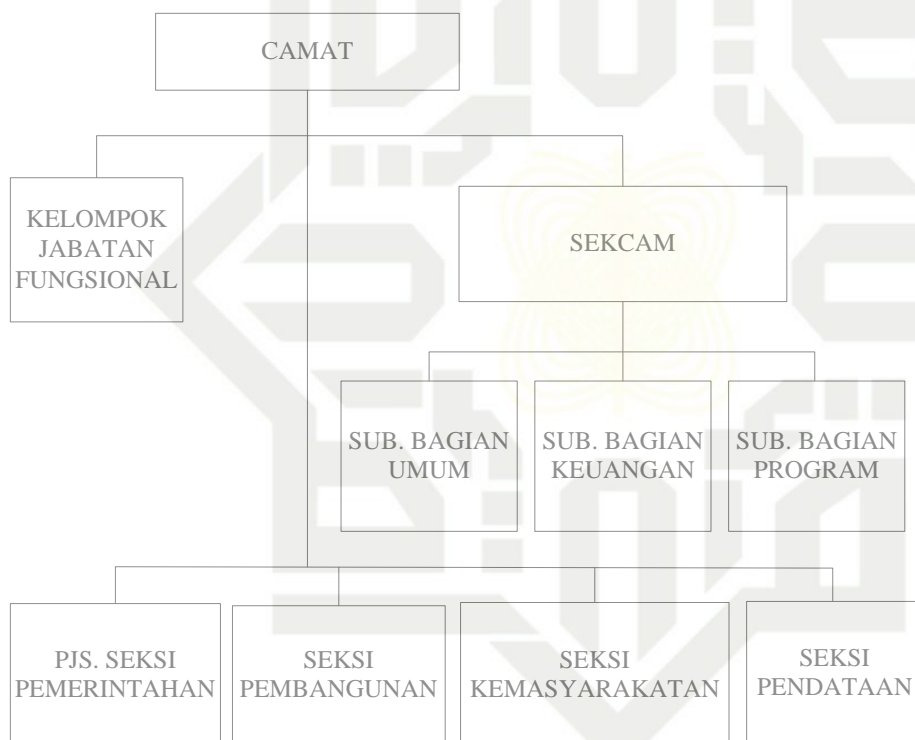 CAMAT
KELOMPOK
JABATAN
FUNGSIONAL
SEKCAM
SUB. BAGIAN
UMUM
SUB. BAGIAN
KEUANGAN
SUB. BAGIAN
PROGRAM
PJS. SEKSI
PEMERINTAHAN
SEKSI
PEMBANGUNAN
SEKSI
KEMASYARAKATAN
SEKSI
PENDATAAN